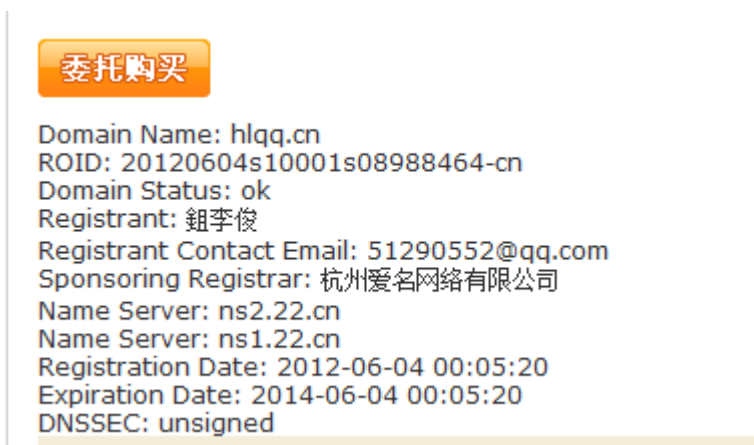 委托购买
Domain Name: hlqq.cn
ROID: 20120604s10001s08988464-cn
Domain Status: ok
Registrant: 鉏李俊
Registrant Contact Email: 51290552@qq.com
Sponsoring Registrar: 杭州爱名网络有限公司
Name Server: ns2.22.cn
Name Server: ns1.22.cn
Registration Date: 2012-06-04 00:05:20
Expiration Date: 2014-06-04 00:05:20
DNSSEC: unsigned